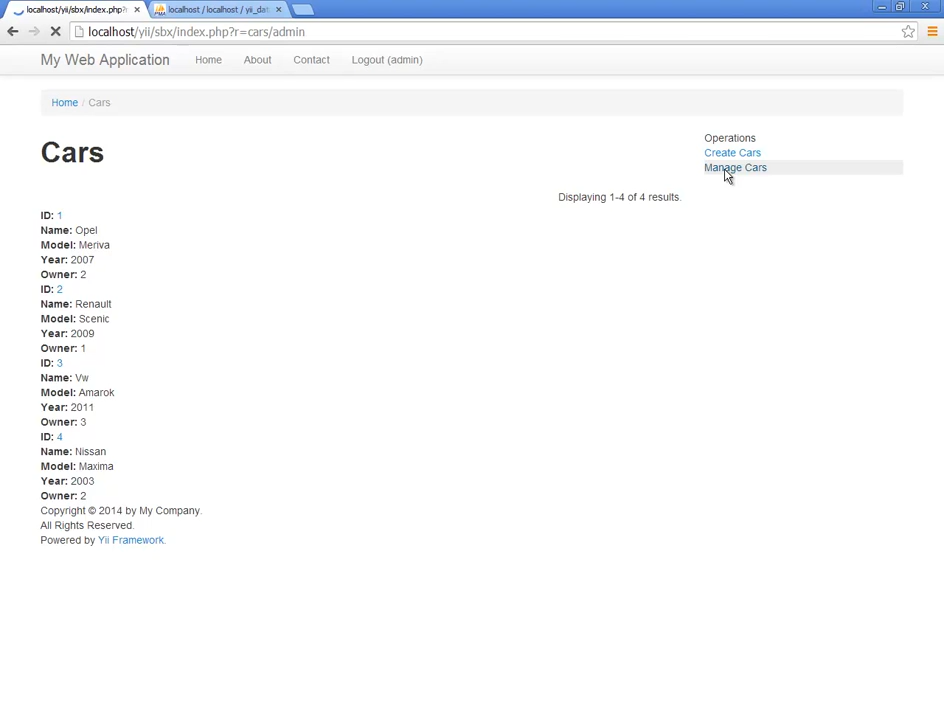 localhost/yii/sbx/index.php?
localhost / localhost / yii_dat
localhost/yii/sbx/index.php?r=cars/admin
My Web Application Home About Contact Logout (admin)
Home / Cars
Cars
Operations
Create Cars
Manage Cars
Displaying 1-4 of 4 results.
ID: 1
Name: Opel
Model: Meriva
Year: 2007
Owner: 2
ID: 2
Name: Renault
Model: Scenic
Year: 2009
Owner: 1
ID: 3
Name: Vw
Model: Amarok
Year: 2011
Owner: 3
ID: 4
Name: Nissan
Model: Maxima
Year: 2003
Owner: 2
Copyright © 2014 by My Company.
All Rights Reserved.
Powered by Yii Framework.